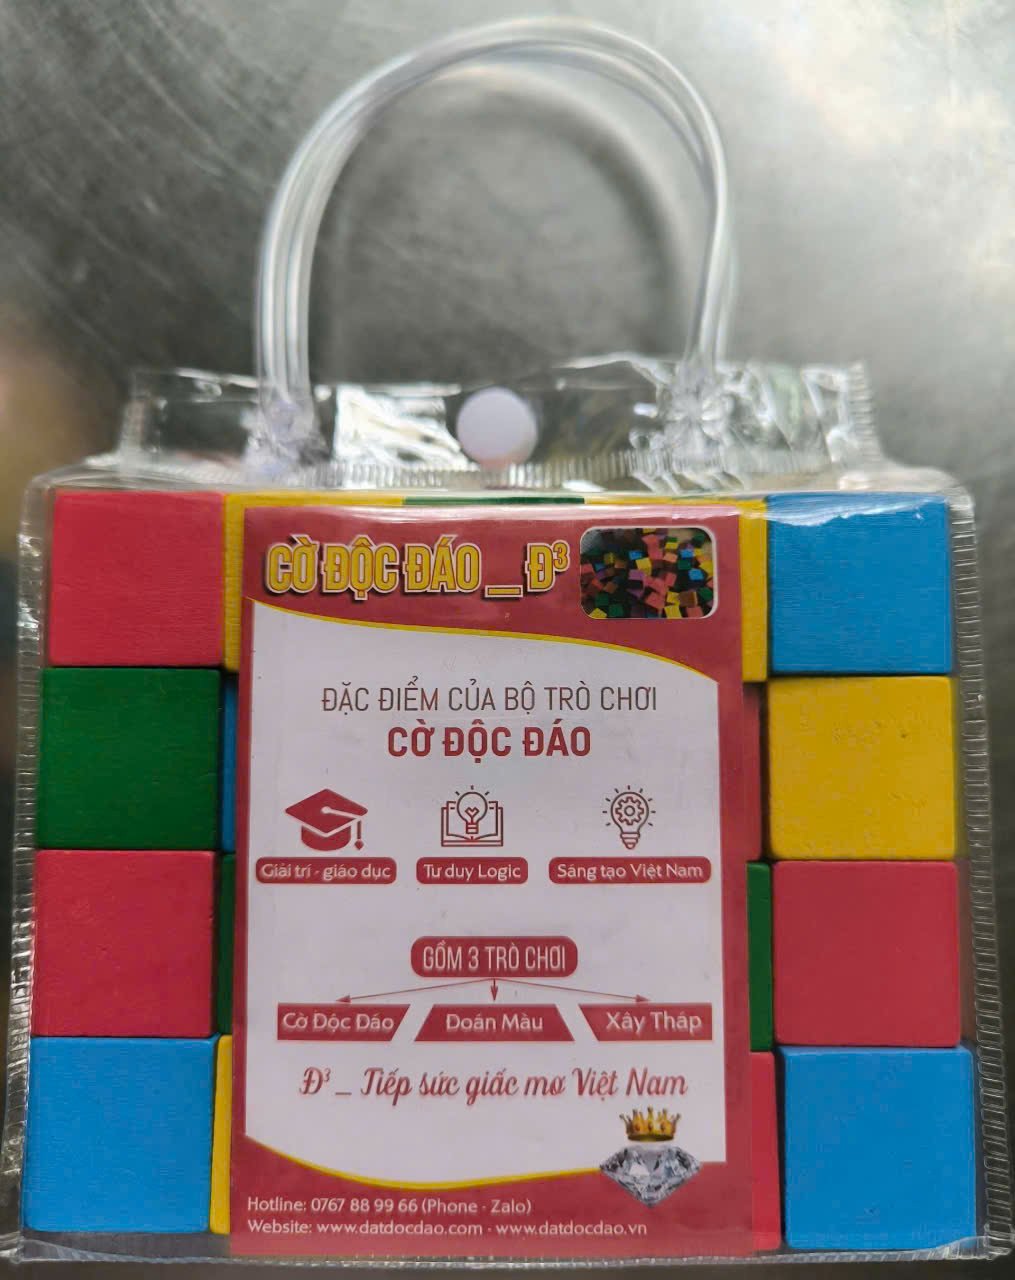 CỜ ĐỘC ĐÁO _ Đ³
ĐẶC ĐIỂM CỦA BỘ TRÒ CHƠI
CỜ ĐỘC ĐÁO
Giải trí - giáo dục
Tư duy Logic
Sáng tạo Việt Nam
GỒM 3 TRÒ CHƠI
Cờ Độc Đáo
Đoán Màu
Xây Tháp
Đ³ _ Tiếp sức giấc mơ Việt Nam
Hotline: 0767 88 99 66 (Phone - Zalo)
Website: www.datdocdao.com - www.datdocdao.vn